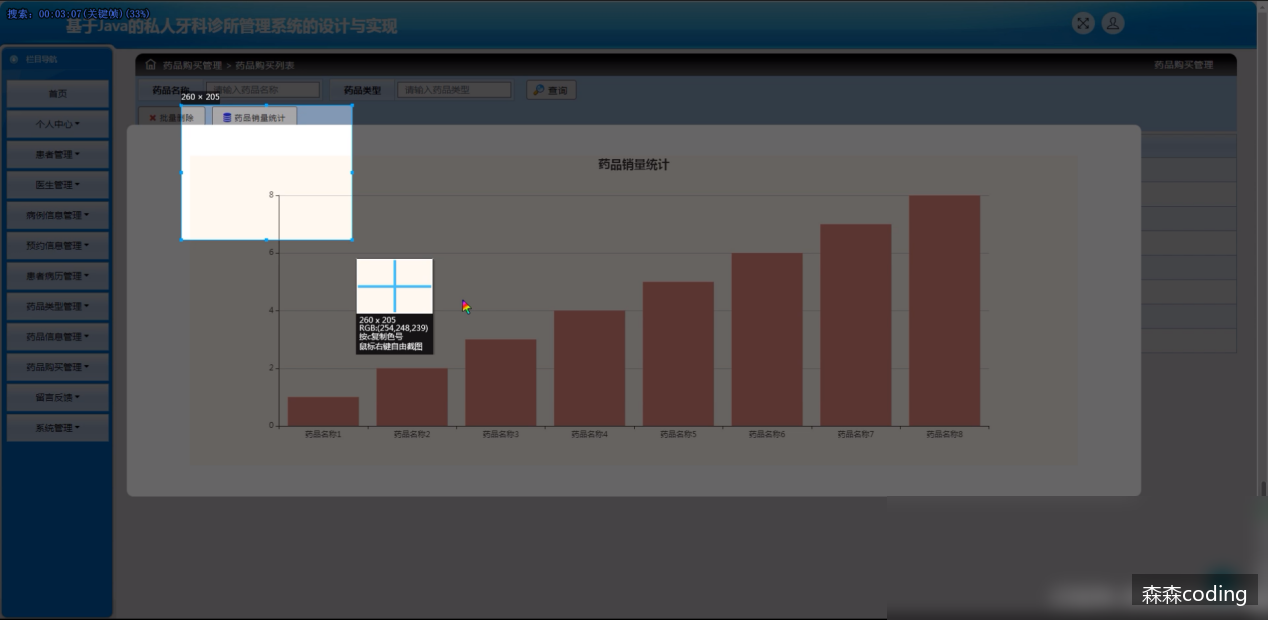 搜索: 00:03:07(关键帧)(33%)
基于Java的私人牙科诊所管理系统的设计与实现
栏目导航
药品购买管理 > 药品购买列表
药品购买管理
首页
药品名称
请输入药品名称
药品类型
请输入药品类型
查询
260 × 205
批量删除
药品销量统计
个人中心
患者管理
医生管理
病例信息管理
预约信息管理
患者病历管理
药品类型管理
药品信息管理
药品购买管理
留言反馈
系统管理
药品销量统计
8
6
4
2
0
药品名称1
药品名称2
药品名称3
药品名称4
药品名称5
药品名称6
药品名称7
药品名称8
260 x 205
RGB:(254,248,239)
按c复制色号
鼠标右键自由截图
森森coding